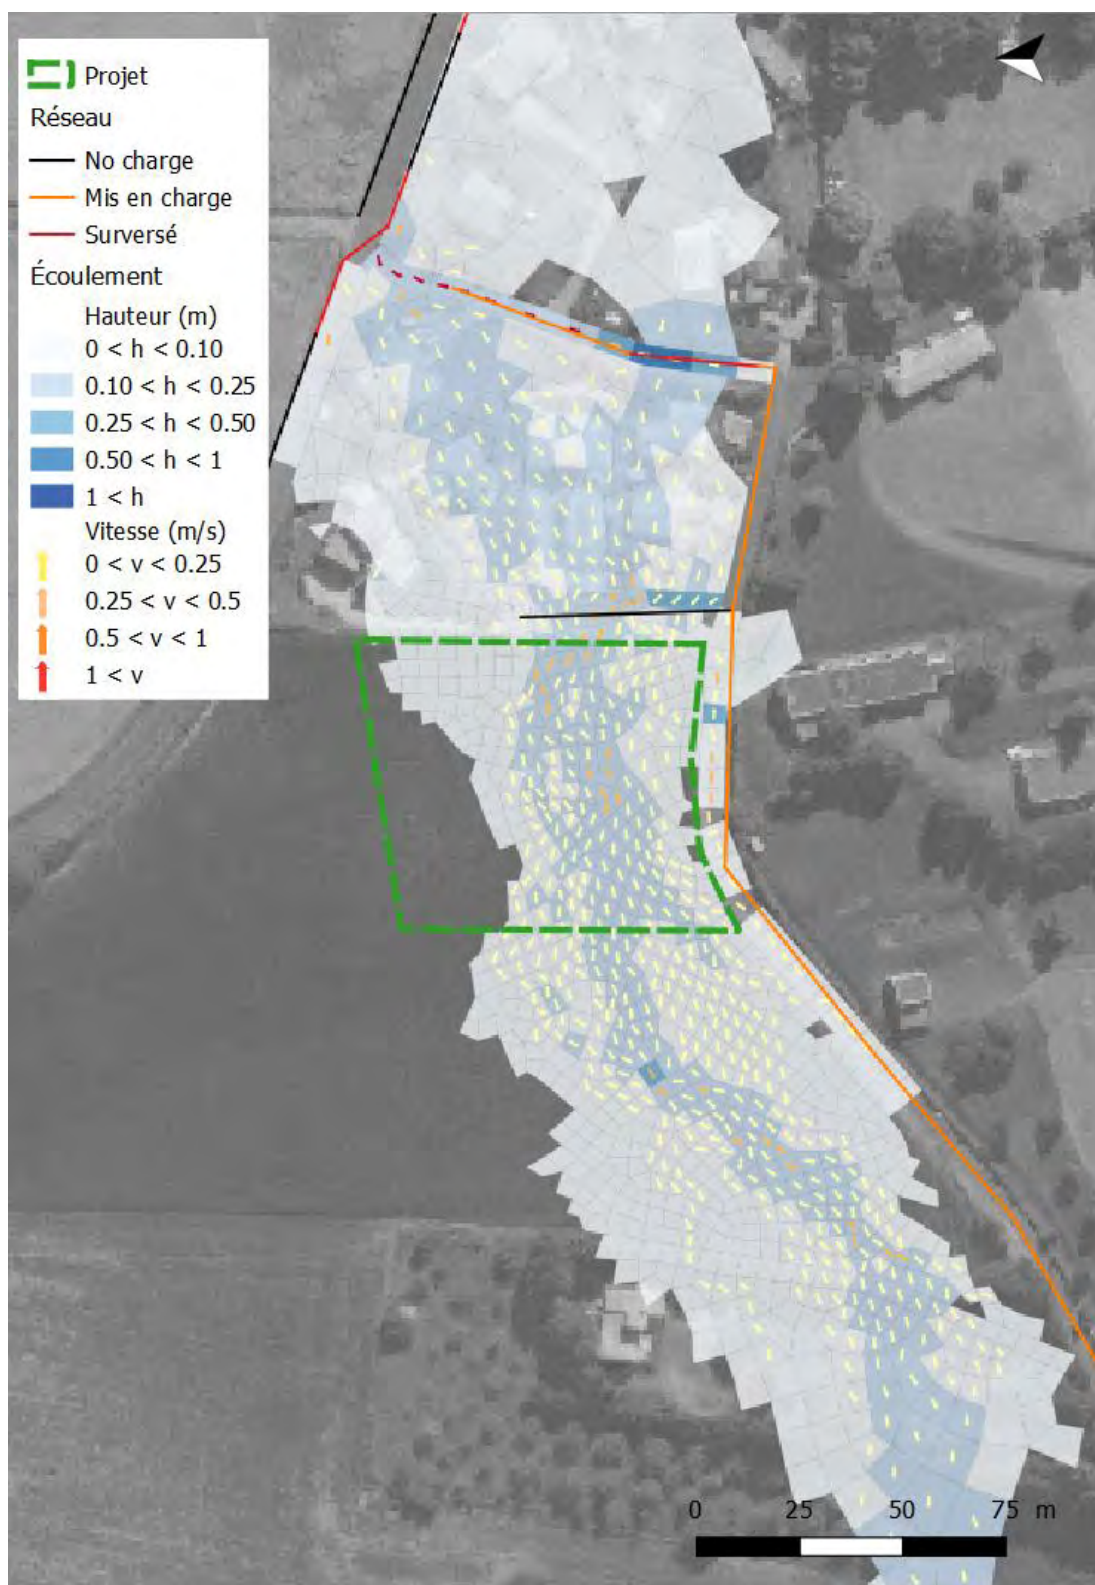 Projet
Réseau
No charge
Mis en charge
Surversé
Écoulement
Hauteur (m)
0 < h < 0.10
0.10 < h < 0.25
0.25 < h < 0.50
0.50 < h < 1
1 < h
Vitesse (m/s)
0 < v < 0.25
0.25 < v < 0.5
0.5 < v < 1
1 < v
0 25 50 75 m